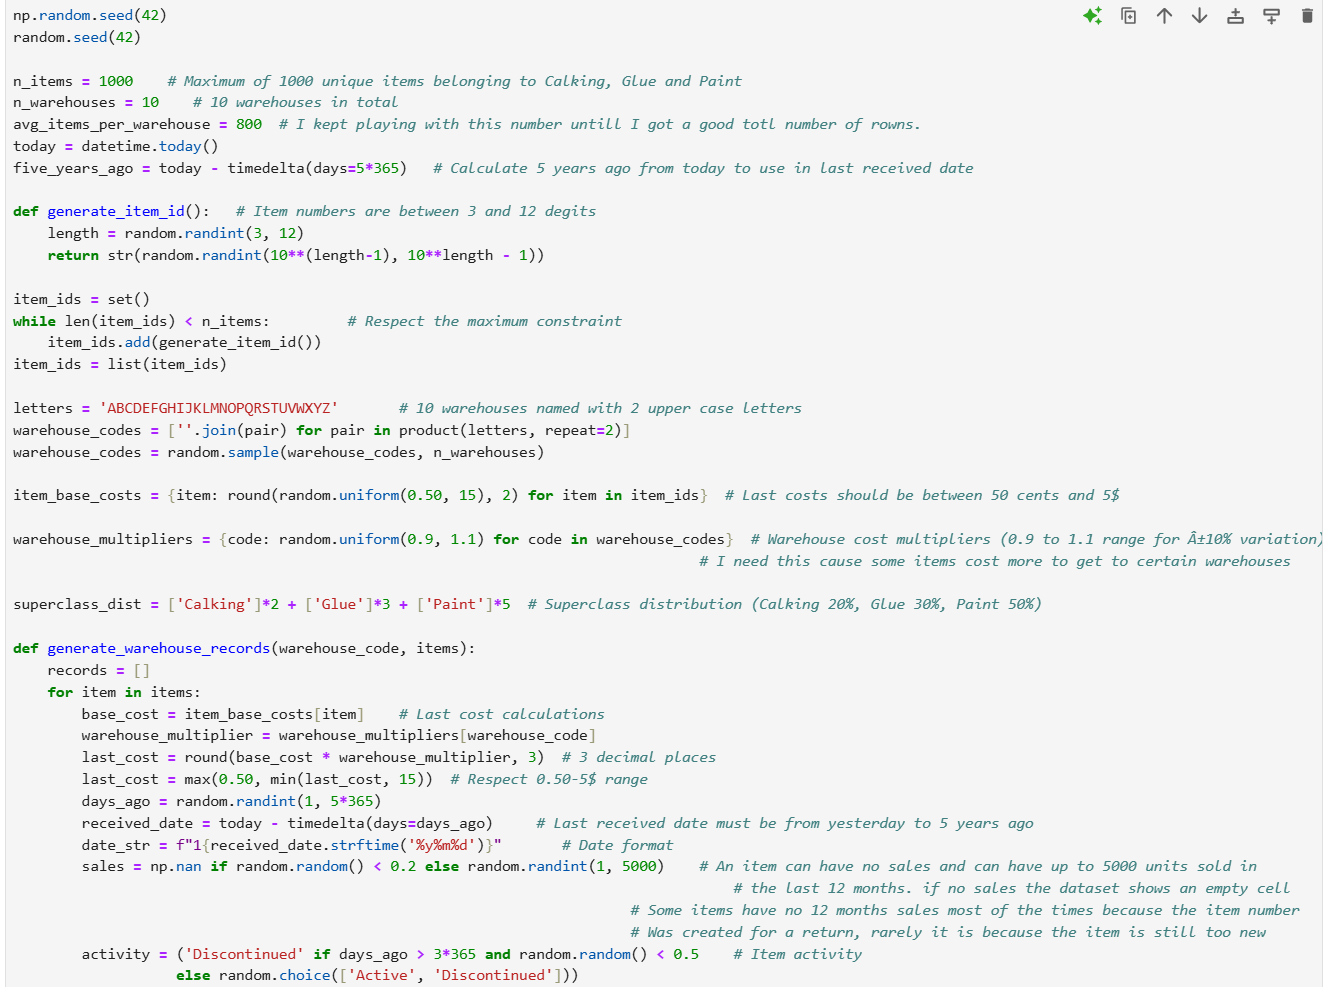 np.random.seed(42)
random.seed(42)

n_items = 1000    # Maximum of 1000 unique items belonging to Calking, Glue and Paint
n_warehouses = 10    # 10 warehouses in total
avg_items_per_warehouse = 800  # I kept playing with this number untill I got a good totl number of rowns.
today = datetime.today()
five_years_ago = today - timedelta(days=5*365)   # Calculate 5 years ago from today to use in last received date

def generate_item_id():   # Item numbers are between 3 and 12 degits
    length = random.randint(3, 12)
    return str(random.randint(10**(length-1), 10**length - 1))

item_ids = set()
while len(item_ids) < n_items:         # Respect the maximum constraint
    item_ids.add(generate_item_id())
item_ids = list(item_ids)

letters = 'ABCDEFGHIJKLMNOPQRSTUVWXYZ'       # 10 warehouses named with 2 upper case letters
warehouse_codes = [''.join(pair) for pair in product(letters, repeat=2)]
warehouse_codes = random.sample(warehouse_codes, n_warehouses)

item_base_costs = {item: round(random.uniform(0.50, 15), 2) for item in item_ids}  # Last costs should be between 50 cents and 5$

warehouse_multipliers = {code: random.uniform(0.9, 1.1) for code in warehouse_codes}  # Warehouse cost multipliers (0.9 to 1.1 range for Â±10% variation)
                                                                                # I need this cause some items cost more to get to certain warehouses

superclass_dist = ['Calking']*2 + ['Glue']*3 + ['Paint']*5  # Superclass distribution (Calking 20%, Glue 30%, Paint 50%)

def generate_warehouse_records(warehouse_code, items):
    records = []
    for item in items:
        base_cost = item_base_costs[item]    # Last cost calculations
        warehouse_multiplier = warehouse_multipliers[warehouse_code]
        last_cost = round(base_cost * warehouse_multiplier, 3)  # 3 decimal places
        last_cost = max(0.50, min(last_cost, 15))  # Respect 0.50-5$ range
        days_ago = random.randint(1, 5*365)
        received_date = today - timedelta(days=days_ago)     # Last received date must be from yesterday to 5 years ago
        date_str = f"1{received_date.strftime('%y%m%d')}"       # Date format
        sales = np.nan if random.random() < 0.2 else random.randint(1, 5000)    # An item can have no sales and can have up to 5000 units sold in
                                                                                    # the last 12 months. if no sales the dataset shows an empty cell
                                                                        # Some items have no 12 months sales most of the times because the item number
                                                                        # Was created for a return, rarely it is because the item is still too new
        activity = ('Discontinued' if days_ago > 3*365 and random.random() < 0.5    # Item activity
                   else random.choice(['Active', 'Discontinued']))